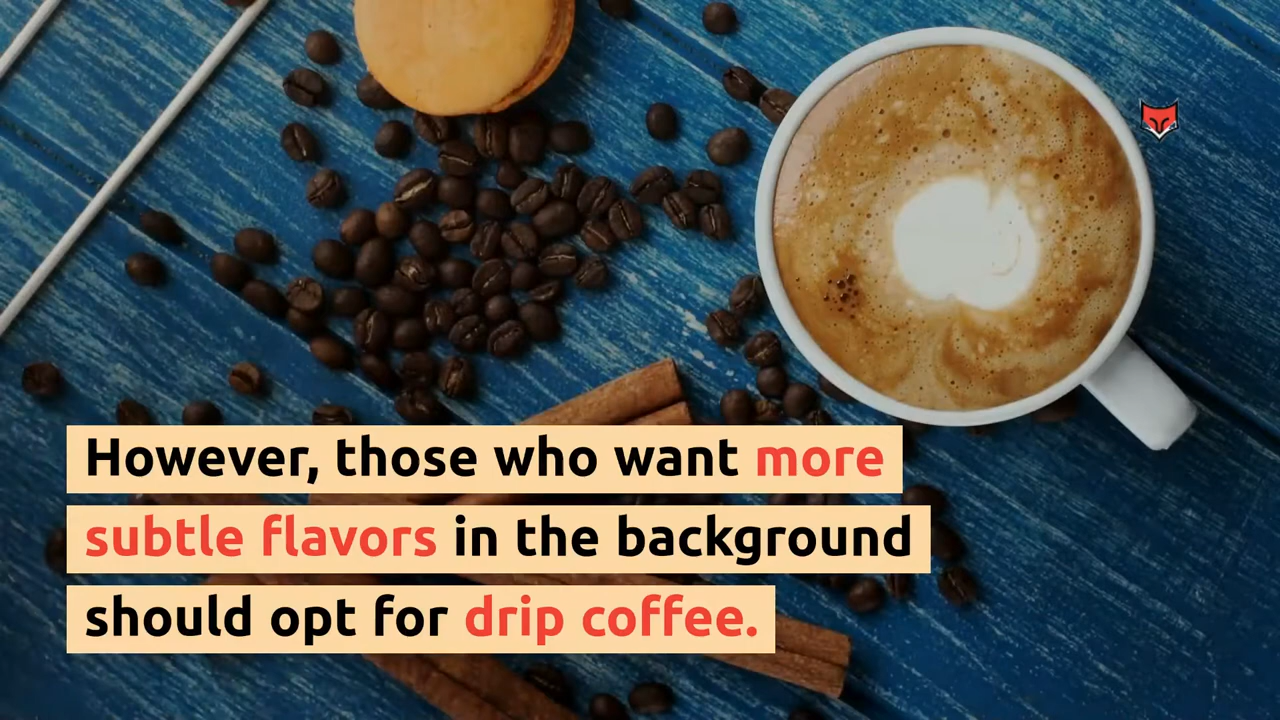 However, those who want more
subtle flavors in the background
should opt for drip coffee.